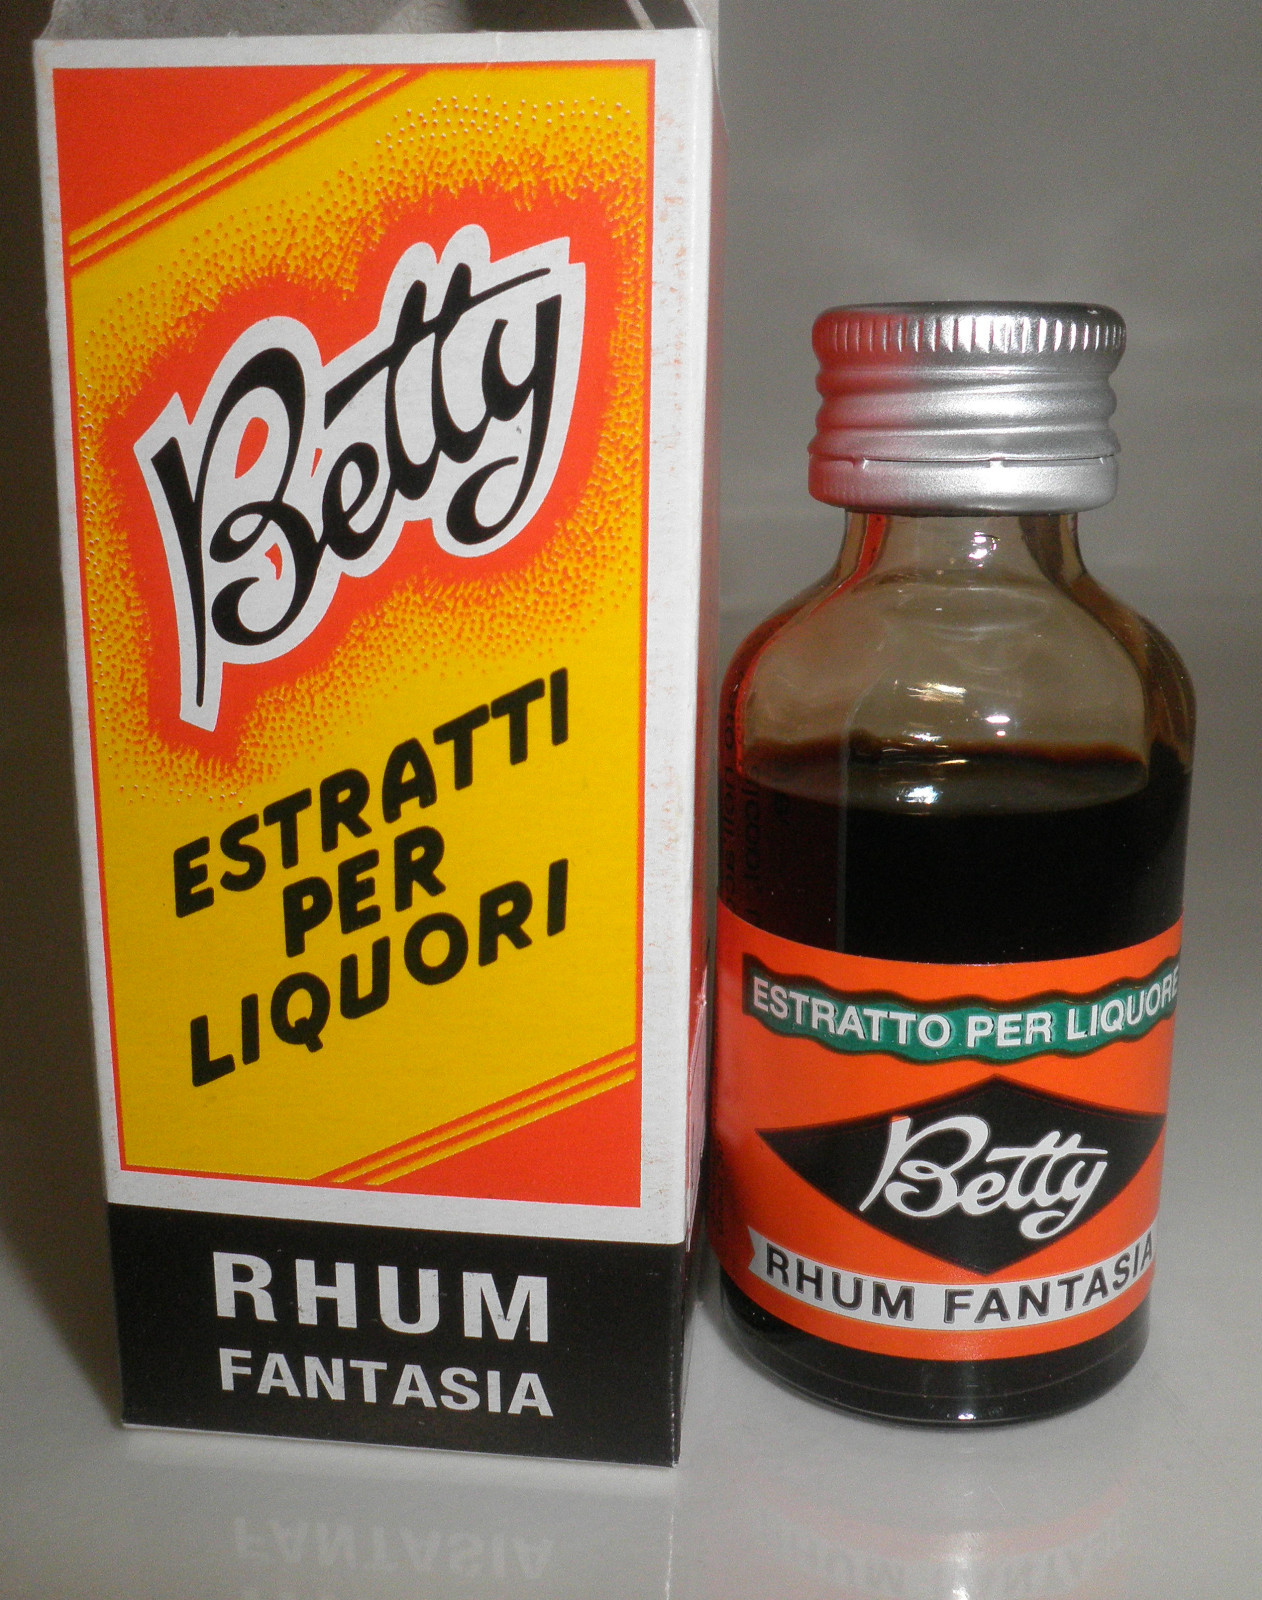 Betty
ESTRATTI
PER
LIQUORI
RHUM
FANTASIA
ESTRATTO PER LIQUORE
Betty
RHUM FANTASIA